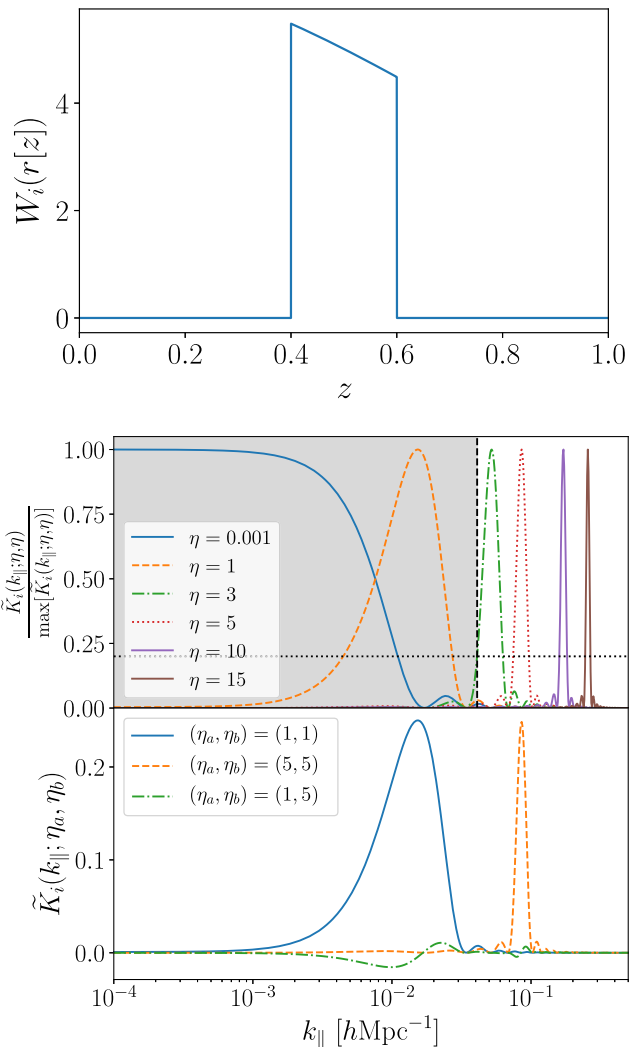 W_i(r[z])
4
2
0
0.0 0.2 0.4 0.6 0.8 1.0
z
K̃_i(k_∥;η,η)
max[K̃_i(k_∥;η,η)]
1.00
0.75
0.50
0.25
0.00
η = 0.001
η = 1
η = 3
η = 5
η = 10
η = 15
K̃_i(k_∥; η_a, η_b)
0.2
0.1
0.0
(η_a, η_b) = (1, 1)
(η_a, η_b) = (5, 5)
(η_a, η_b) = (1, 5)
10⁻⁴ 10⁻³ 10⁻² 10⁻¹
k_∥ [hMpc⁻¹]